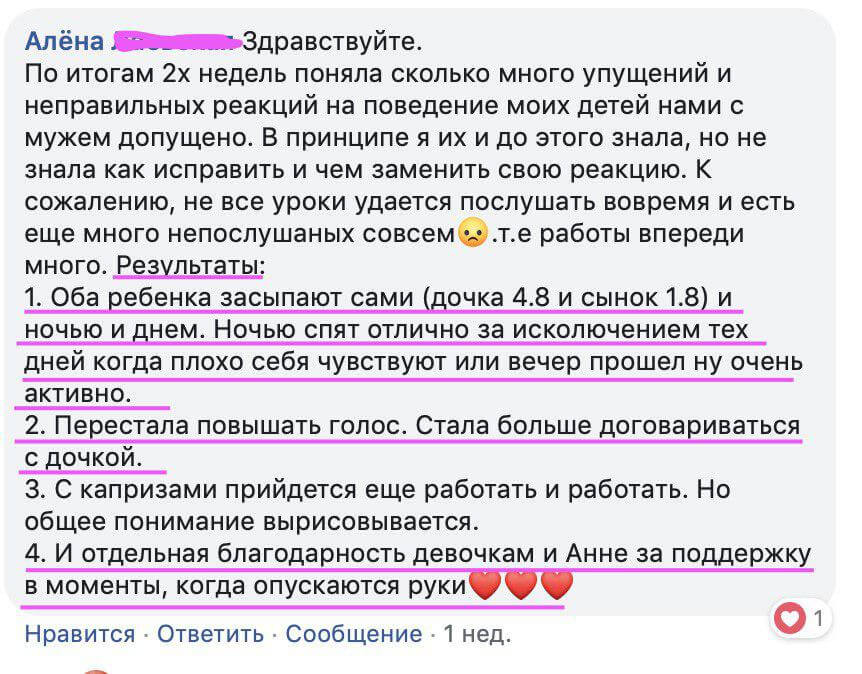 Алёна Здравствуйте.
По итогам 2х недель поняла сколько много упущений и
неправильных реакций на поведение моих детей нами с
мужем допущено. В принципе я их и до этого знала, но не
знала как исправить и чем заменить свою реакцию. К
сожалению, не все уроки удается послушать вовремя и есть
еще много непослушаных совсем😟.т.е работы впереди
много. Результаты:
1. Оба ребенка засыпают сами (дочка 4.8 и сынок 1.8) и
ночью и днем. Ночью спят отлично за исколючением тех
дней когда плохо себя чувствуют или вечер прошел ну очень
активно.
2. Перестала повышать голос. Стала больше договариваться
с дочкой.
3. С капризами прийдется еще работать и работать. Но
общее понимание вырисовывается.
4. И отдельная благодарность девочкам и Анне за поддержку
в моменты, когда опускаются руки❤️❤️❤️
Нравится · Ответить · Сообщение · 1 нед.
1